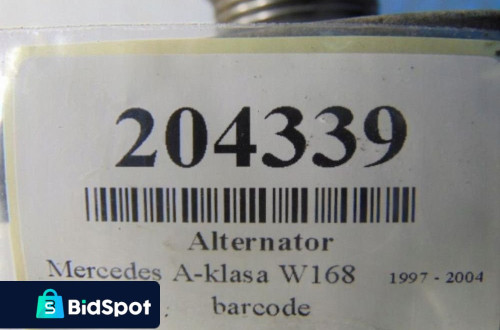 204339
Alternator
Mercedes A-klasa W168 1997 - 2004
barcode
S BidSpot